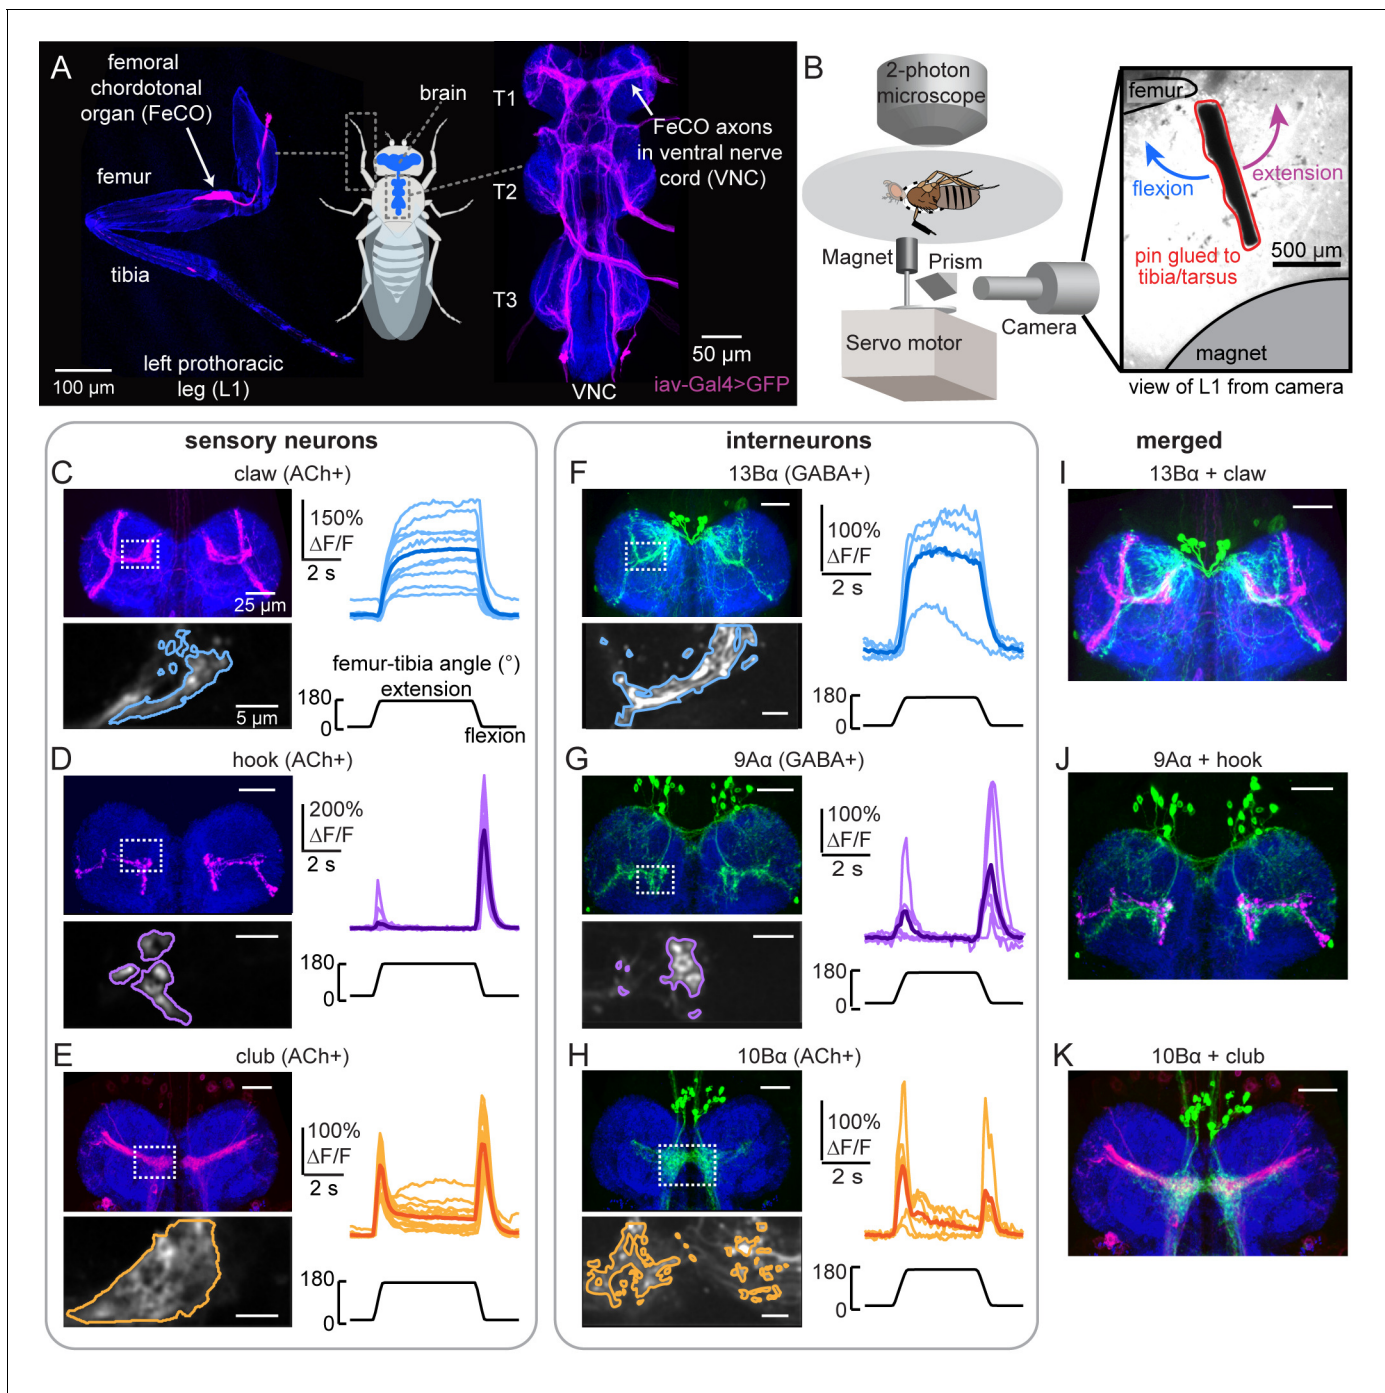 A
femoral
chordotonal
organ (FeCO)
brain
femur
tibia
left prothoracic
leg (L1)
100 µm
T1
T2
T3
FeCO axons
in ventral nerve
cord (VNC)
50 µm
VNC
iav-Gal4>GFP
B
2-photon
microscope
Magnet
Prism
Camera
Servo motor
femur
flexion
extension
pin glued to
tibia/tarsus
500 µm
magnet
view of L1 from camera
sensory neurons
C
claw (ACh+)
150%
ΔF/F
2 s
25 µm
5 µm
femur-tibia angle (°)
extension
180
0
flexion
D
hook (ACh+)
200%
ΔF/F
2 s
180
0
E
club (ACh+)
100%
ΔF/F
2 s
180
0
interneurons
F
13Bα (GABA+)
100%
ΔF/F
2 s
180
0
G
9Aα (GABA+)
100%
ΔF/F
2 s
180
0
H
10Bα (ACh+)
100%
ΔF/F
2 s
180
0
merged
I
13Bα + claw
J
9Aα + hook
K
10Bα + club